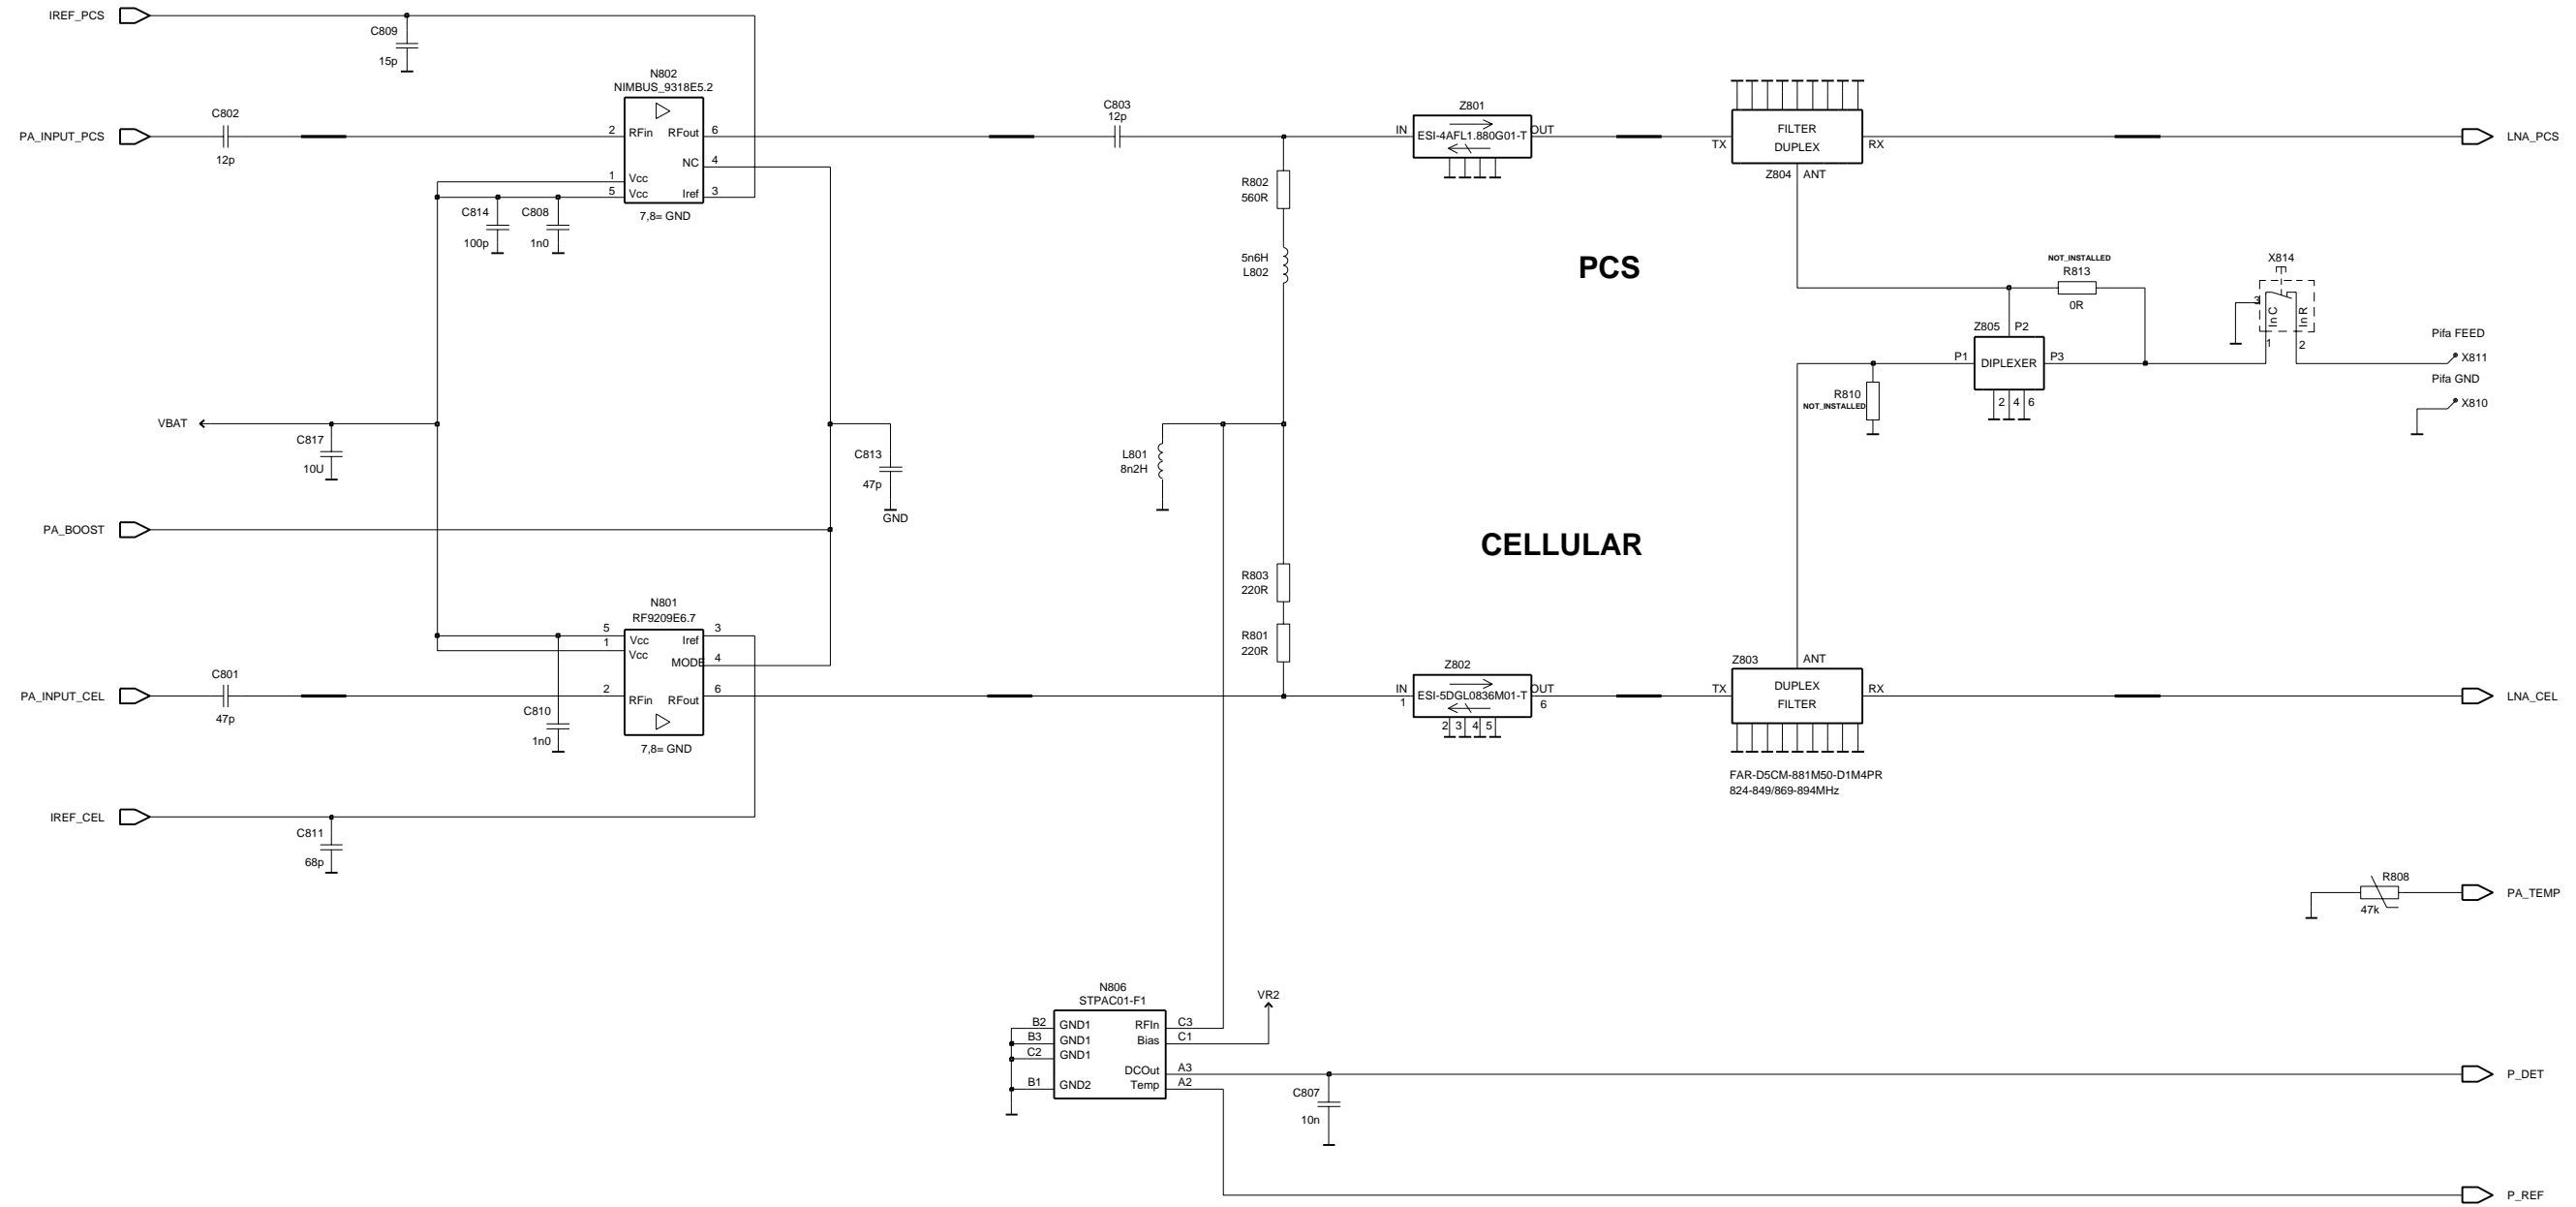 IREF_PCS
C809
15p
N802
NIMBUS_9318E5.2
C802
PA_INPUT_PCS
12p
2
RFin
RFout
6
NC
4
1
Vcc
5
Vcc
Iref
3
7,8= GND
C814
100p
C808
1n0
C803
12p
Z801
IN
ESI-4AFL1.880G01-T
OUT
FILTER
DUPLEX
TX
RX
Z804
ANT
LNA_PCS
R802
560R
5n6H
L802
PCS
NOT_INSTALLED
R813
0R
X814
3
In C
In R
1
2
Z805
P2
P1
DIPLEXER
P3
2
4
6
R810
NOT_INSTALLED
Pifa FEED
X811
Pifa GND
X810
VBAT
C817
10U
C813
47p
GND
L801
8n2H
PA_BOOST
CELLULAR
R803
220R
R801
220R
N801
RF9209E6.7
5
Vcc
Iref
3
1
Vcc
MODE
4
C801
PA_INPUT_CEL
47p
2
RFin
RFout
6
7,8= GND
C810
1n0
Z802
IN
1
ESI-5DGL0836M01-T
OUT
6
2
3
4
5
Z803
ANT
TX
DUPLEX
FILTER
RX
LNA_CEL
FAR-D5CM-881M50-D1M4PR
824-849/869-894MHz
IREF_CEL
C811
68p
R808
47k
PA_TEMP
N806
STPAC01-F1
VR2
B2
GND1
RFIn
C3
B3
GND1
Bias
C1
C2
GND1
DCOut
A3
B1
GND2
Temp
A2
C807
10n
P_DET
P_REF